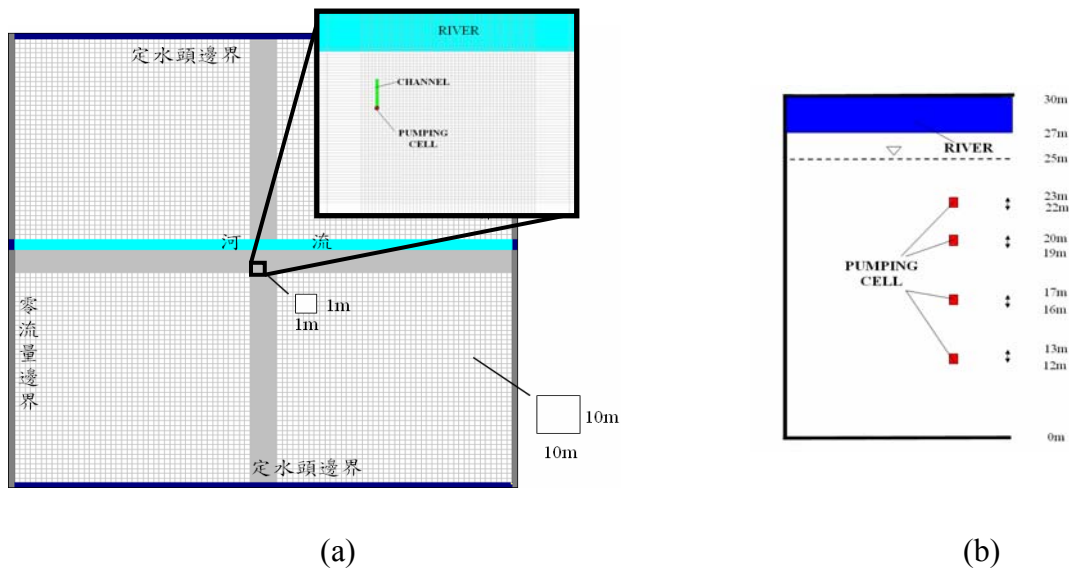 定水頭邊界
RIVER
CHANNEL
PUMPING
CELL
河 流
1m
1m
零流量邊界
10m
10m
定水頭邊界
(a)
30m
27m
RIVER
25m
23m
22m
20m
19m
PUMPING
CELL
17m
16m
13m
12m
0m
(b)